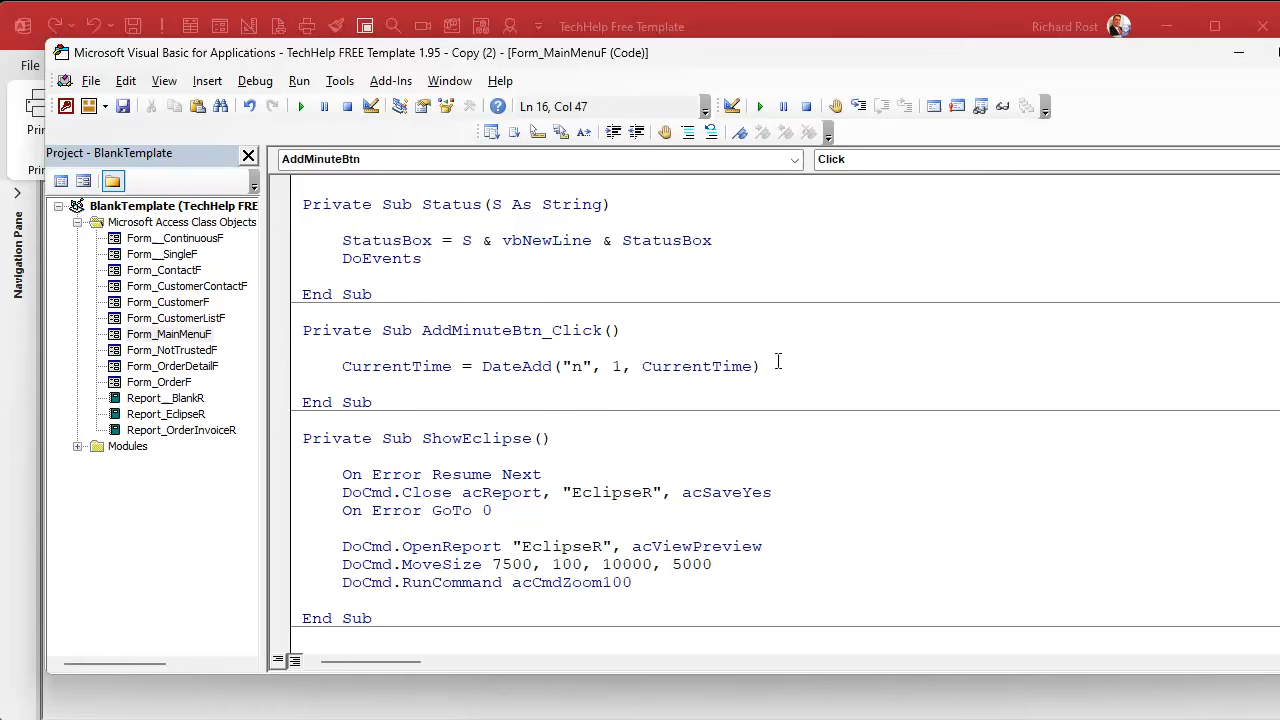 TechHelp Free Template
Richard Rost
Microsoft Visual Basic for Applications - TechHelp FREE Template 1.95 - Copy (2) - [Form_MainMenuF (Code)]
File
File Edit View Insert Debug Run Tools Add-Ins Window Help
Ln 16, Col 47
Prin
Prin
Project - BlankTemplate
AddMinuteBtn
Click
Navigation Pane
BlankTemplate (TechHelp FRE
Microsoft Access Class Objects
Form__ContinuousF
Form__SingleF
Form_ContactF
Form_CustomerContactF
Form_CustomerF
Form_CustomerListF
Form_MainMenuF
Form_NotTrustedF
Form_OrderDetailF
Form_OrderF
Report__BlankR
Report_EclipseR
Report_OrderInvoiceR
Modules
Private Sub Status(S As String)
StatusBox = S & vbNewLine & StatusBox
DoEvents
End Sub
Private Sub AddMinuteBtn_Click()
CurrentTime = DateAdd("n", 1, CurrentTime)
End Sub
Private Sub ShowEclipse()
On Error Resume Next
DoCmd.Close acReport, "EclipseR", acSaveYes
On Error GoTo 0
DoCmd.OpenReport "EclipseR", acViewPreview
DoCmd.MoveSize 7500, 100, 10000, 5000
DoCmd.RunCommand acCmdZoom100
End Sub